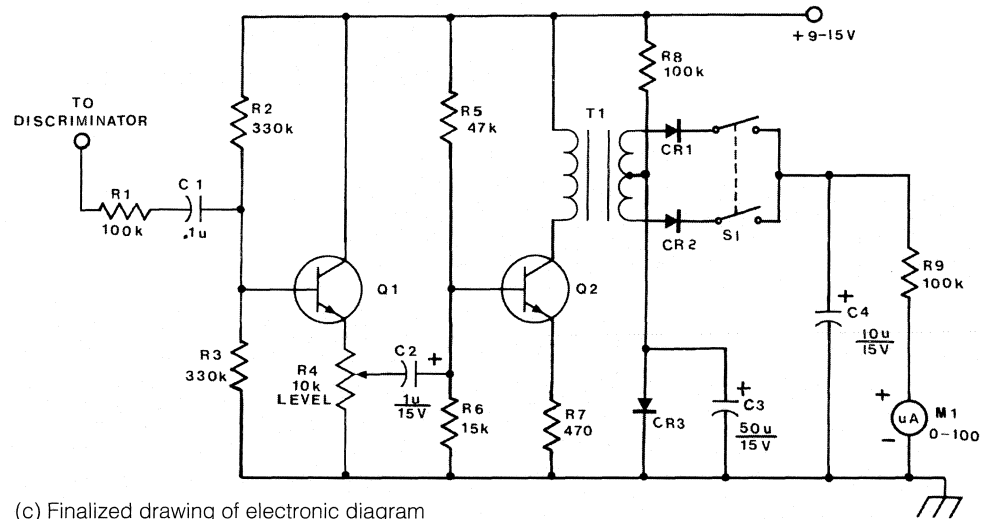 +9-15V
R8
100k
TO
DISCRIMINATOR
R2
330k
R5
47k
T1
CR1
R1
100k
C1
.1u
CR2
S1
Q1
Q2
R9
100k
+
C4
10u
15V
R3
330k
R4
10k
LEVEL
C2
+
1u
15V
R6
15k
R7
470
CR3
+
C3
50u
15V
+
uA
-
M1
0-100
(c) Finalized drawing of electronic diagram